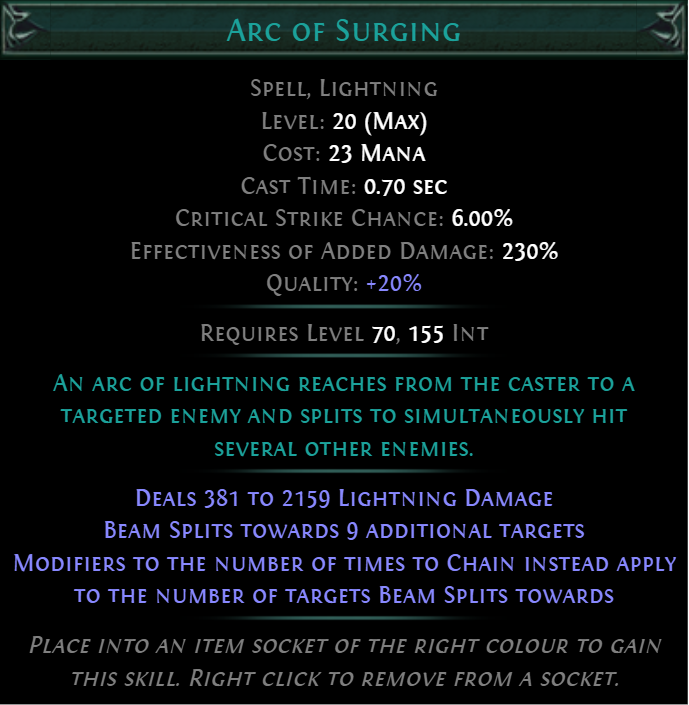 Arc of Surging
Spell, Lightning
Level: 20 (Max)
Cost: 23 Mana
Cast Time: 0.70 sec
Critical Strike Chance: 6.00%
Effectiveness of Added Damage: 230%
Quality: +20%
Requires Level 70, 155 Int
An arc of lightning reaches from the caster to a
targeted enemy and splits to simultaneously hit
several other enemies.
Deals 381 to 2159 Lightning Damage
Beam Splits towards 9 additional targets
Modifiers to the number of times to Chain instead apply
to the number of targets Beam Splits towards
Place into an item socket of the right colour to gain
this skill. Right click to remove from a socket.